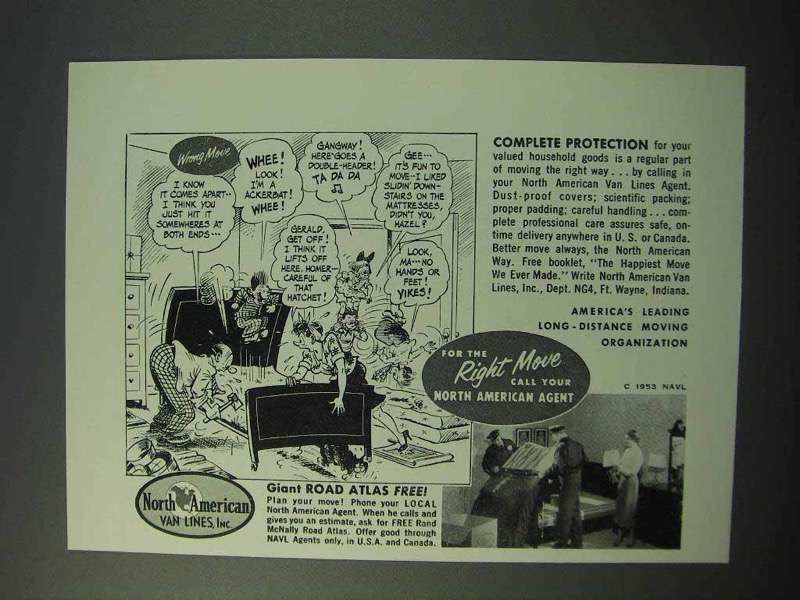 Wrong Move
I KNOW
IT COMES APART··
I THINK YOU
JUST HIT IT
SOMEWHERES AT
BOTH ENDS···
WHEE!
LOOK!
I'M A
ACKERBAT!
WHEE!
GANGWAY!
HERE GOES A
DOUBLE-HEADER!
TA DA DA
GEE···
IT'S FUN TO
MOVE··I LIKED
SLIDIN' DOWN-
STAIRS ON THE
MATTRESSES,
DIDN'T YOU,
HAZEL?
GERALD,
GET OFF!
I THINK IT
LIFTS OFF
HERE. HOMER—
CAREFUL OF
THAT
HATCHET!
LOOK,
MA···NO
HANDS OR
FEET!
YIKES!
COMPLETE PROTECTION for your
valued household goods is a regular part
of moving the right way . . . by calling in
your North American Van Lines Agent.
Dust-proof covers; scientific packing;
proper padding; careful handling . . . com-
plete professional care assures safe, on-
time delivery anywhere in U. S. or Canada.
Better move always, the North American
Way. Free booklet, "The Happiest Move
We Ever Made." Write North American Van
Lines, Inc., Dept. NG4, Ft. Wayne, Indiana.
AMERICA'S LEADING
LONG-DISTANCE MOVING
ORGANIZATION
C 1953 NAVL
FOR THE
Right Move
CALL YOUR
NORTH AMERICAN AGENT
North American
VAN LINES, INC
Giant ROAD ATLAS FREE!
Plan your move! Phone your LOCAL
North American Agent. When he calls and
gives you an estimate, ask for FREE Rand
McNally Road Atlas. Offer good through
NAVL Agents only, in U.S.A. and Canada.